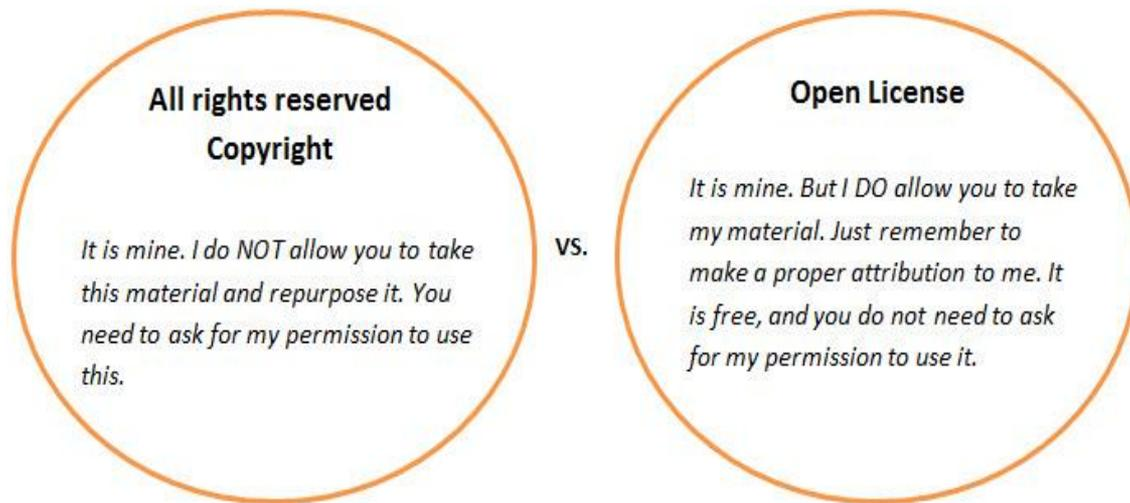 All rights reserved
Copyright
It is mine. I do NOT allow you to take
this material and repurpose it. You
need to ask for my permission to use
this.
VS.
Open License
It is mine. But I DO allow you to take
my material. Just remember to
make a proper attribution to me. It
is free, and you do not need to ask
for my permission to use it.